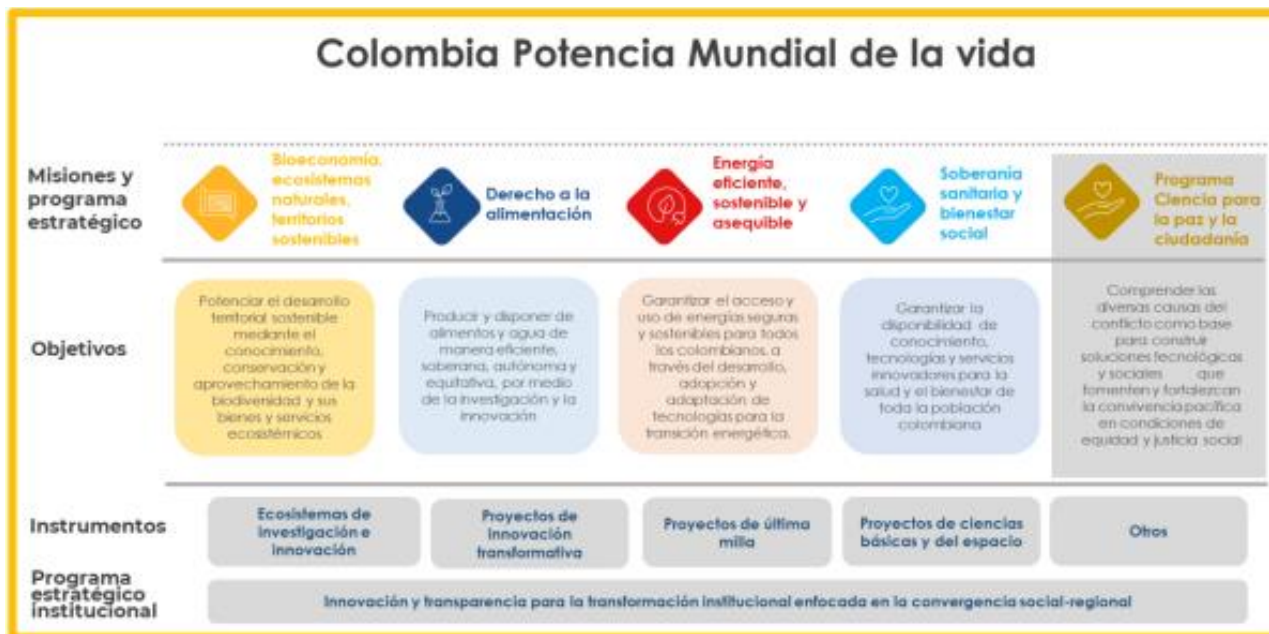 Colombia Potencia Mundial de la vida
Misiones y
programa
estratégico
Bioeconomía,
ecosistemas
naturales,
territorios
sostenibles
Derecho a la
alimentación
Energía
eficiente,
sostenible y
asequible
Soberanía
sanitaria y
bienestar
social
Programa
Ciencia para
la paz y la
ciudadanía
Objetivos
Potenciar el desarrollo
territorial sostenible
mediante el
conocimiento,
conservación y
aprovechamiento de la
biodiversidad y sus
bienes y servicios
ecosistémicos
Producir y disponer de
alimentos y agua de
manera eficiente,
soberana, autónoma y
equitativa, por medio
de la investigación y la
innovación
Garantizar el acceso y
uso de energías seguras
y sostenibles para todos
los colombianos, a
través del desarrollo,
adopción y
adaptación de
tecnologías para la
transición energética.
Garantizar la
disponibilidad de
conocimiento,
tecnologías y servicios
innovadores para la
salud y el bienestar de
toda la población
colombiana
Comprender las
diversas causas del
conflicto como base
para construir
soluciones tecnológicas
y sociales que
fomenten y fortalezcan
la convivencia pacífica
en condiciones de
equidad y justicia social
Instrumentos
Ecosistemas de
investigación e
innovación
Proyectos de
innovación
transformativa
Proyectos de última
milla
Proyectos de ciencias
básicas y del espacio
Otros
Programa
estratégico
institucional
Innovación y transparencia para la transformación institucional enfocada en la convergencia social-regional